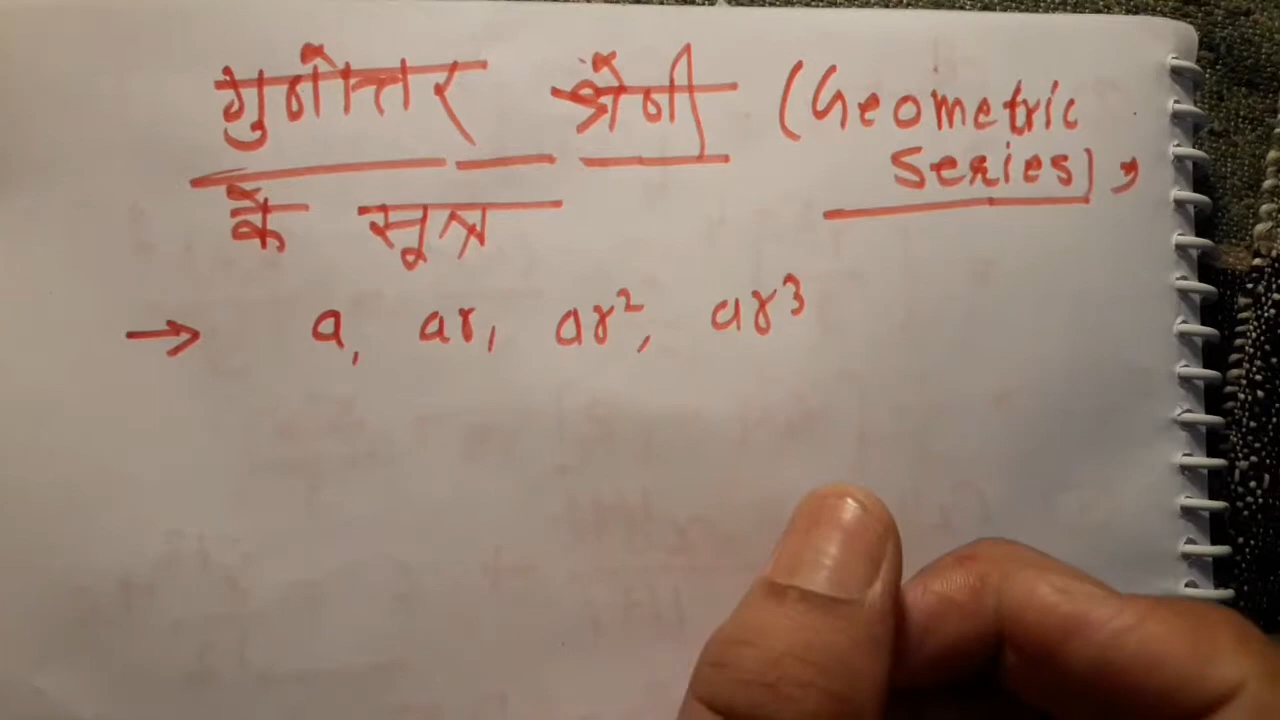 गुणोत्तर श्रेणी (Geometric
Series),
के सूत्र
→ a, ar, ar², ar³